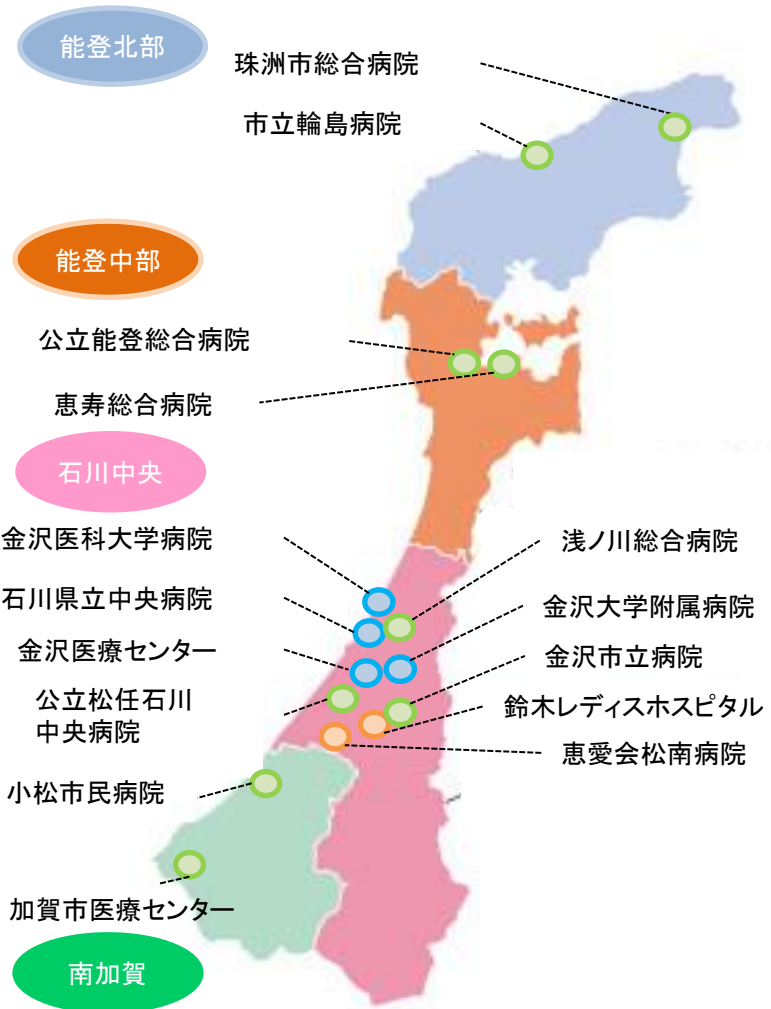 能登北部
珠洲市総合病院
市立輪島病院
能登中部
公立能登総合病院
恵寿総合病院
石川中央
金沢医科大学病院
浅ノ川総合病院
石川県立中央病院
金沢大学附属病院
金沢医療センター
金沢市立病院
公立松任石川
中央病院
鈴木レディスホスピタル
恵愛会松南病院
小松市民病院
加賀市医療センター
南加賀